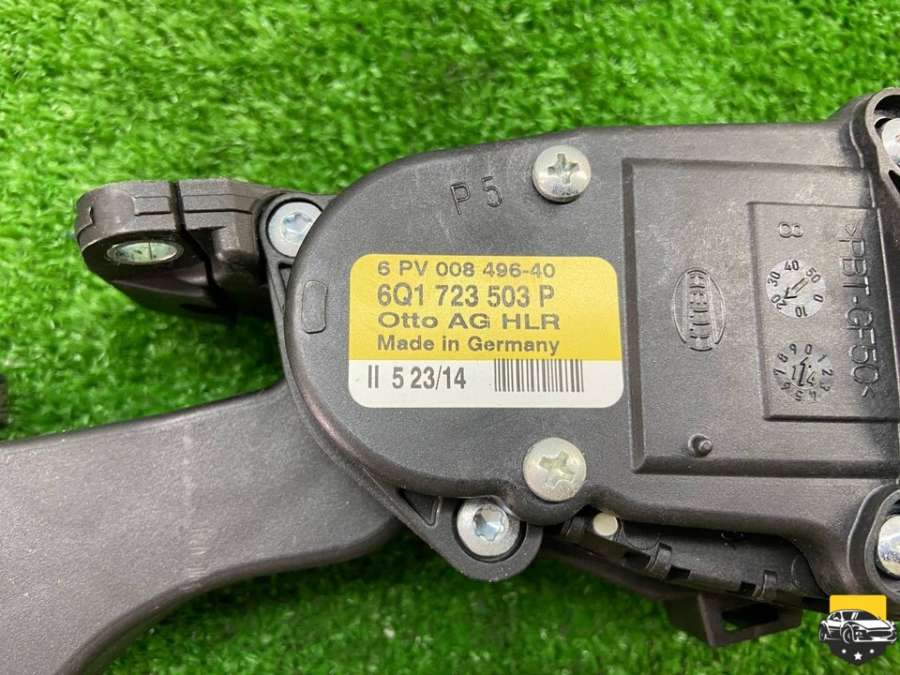 P5
6 PV 008 496-40
6Q1 723 503 P
Otto AG HLR
Made in Germany
II 5 23/14
HELLA
8
>PBT-GF50<